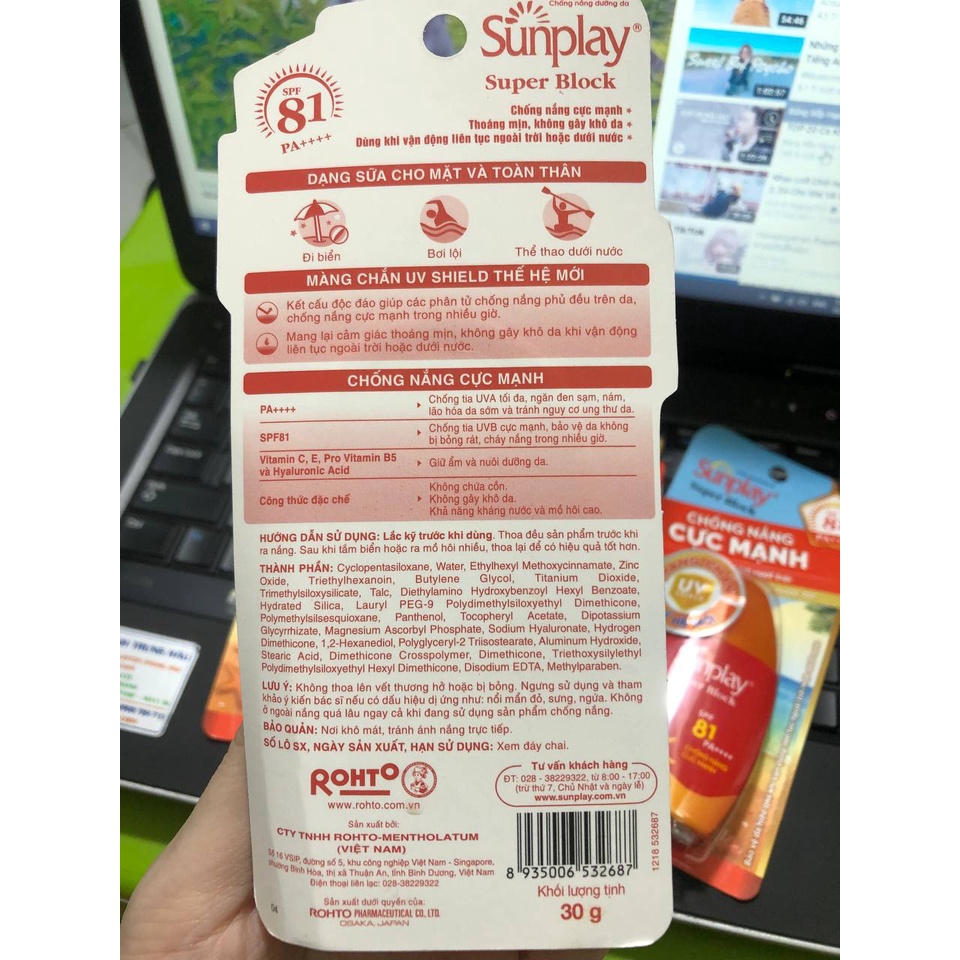 Chống nắng dưỡng da
Sunplay®
Super Block
SPF
81
PA++++
Chống nắng cực mạnh
Thoáng mịn, không gây khô da
Dùng khi vận động liên tục ngoài trời hoặc dưới nước
DẠNG SỮA CHO MẶT VÀ TOÀN THÂN
Đi biển
Bơi lội
Thể thao dưới nước
MÀNG CHẮN UV SHIELD THẾ HỆ MỚI
Kết cấu độc đáo giúp các phân tử chống nắng phủ đều trên da,
chống nắng cực mạnh trong nhiều giờ.
Mang lại cảm giác thoáng mịn, không gây khô da khi vận động
liên tục ngoài trời hoặc dưới nước.
CHỐNG NẮNG CỰC MẠNH
PA++++
Chống tia UVA tối đa, ngăn đen sạm, nám,
lão hóa da sớm và tránh nguy cơ ung thư da.
SPF81
Chống tia UVB cực mạnh, bảo vệ da không
bị bỏng rát, cháy nắng trong nhiều giờ.
Vitamin C, E, Pro Vitamin B5
và Hyaluronic Acid
Giữ ẩm và nuôi dưỡng da.
Công thức đặc chế
Không chứa cồn.
Không gây khô da.
Khả năng kháng nước và mồ hôi cao.
HƯỚNG DẪN SỬ DỤNG: Lắc kỹ trước khi dùng. Thoa đều sản phẩm trước khi
ra nắng. Sau khi tắm biển hoặc ra mồ hôi nhiều, thoa lại để có hiệu quả tốt hơn.
THÀNH PHẦN: Cyclopentasiloxane, Water, Ethylhexyl Methoxycinnamate, Zinc
Oxide, Triethylhexanoin, Butylene Glycol, Titanium Dioxide,
Trimethylsiloxysilicate, Talc, Diethylamino Hydroxybenzoyl Hexyl Benzoate,
Hydrated Silica, Lauryl PEG-9 Polydimethylsiloxyethyl Dimethicone,
Polymethylsilsesquioxane, Panthenol, Tocopheryl Acetate, Dipotassium
Glycyrrhizate, Magnesium Ascorbyl Phosphate, Sodium Hyaluronate, Hydrogen
Dimethicone, 1,2-Hexanediol, Polyglyceryl-2 Triisostearate, Aluminum Hydroxide,
Stearic Acid, Dimethicone Crosspolymer, Dimethicone, Triethoxysilylethyl
Polydimethylsiloxyethyl Hexyl Dimethicone, Disodium EDTA, Methylparaben.
LƯU Ý: Không thoa lên vết thương hở hoặc bị bỏng. Ngưng sử dụng và tham
khảo ý kiến bác sĩ nếu có dấu hiệu dị ứng như: nổi mẩn đỏ, sưng, ngứa. Không
ở ngoài nắng quá lâu ngay cả khi đang sử dụng sản phẩm chống nắng.
BẢO QUẢN: Nơi khô mát, tránh ánh nắng trực tiếp.
SỐ LÔ SX, NGÀY SẢN XUẤT, HẠN SỬ DỤNG: Xem đáy chai.
ROHTO
www.rohto.com.vn
Tư vấn khách hàng
ĐT: 028 - 38229322, từ 8:00 - 17:00
(trừ thứ 7, Chủ Nhật và ngày lễ)
www.sunplay.com.vn
Sản xuất bởi:
CTY TNHH ROHTO-MENTHOLATUM
(VIỆT NAM)
Số 16 VSIP, đường số 5, khu công nghiệp Việt Nam - Singapore,
phường Bình Hòa, thị xã Thuận An, tỉnh Bình Dương, Việt Nam
Điện thoại liên lạc: 028-38229322
Sản xuất dưới quyền của:
ROHTO PHARMACEUTICAL CO., LTD.
OSAKA, JAPAN
04
8 935006 532687
1218 532687
Khối lượng tịnh
30 g
Sunplay
Super Block
CHỐNG NẮNG
CỰC MẠNH
UV
Sunplay
Super Block
SPF
81
PA++++
CHỐNG NẮNG
CỰC MẠNH
54:46
Những
Tiếng An